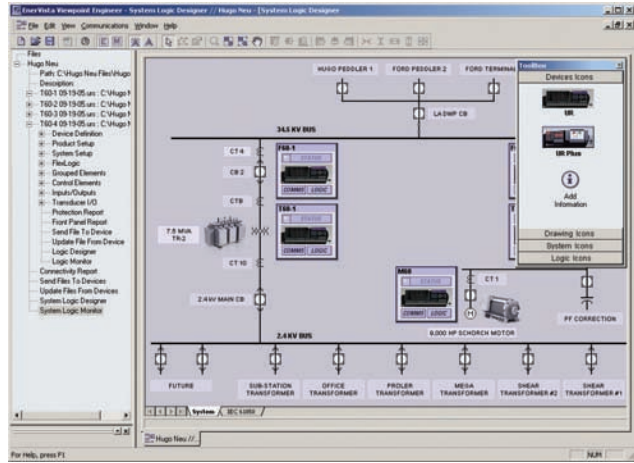 EnerVista Viewpoint Engineer - System Logic Designer // Hugo Neu - [System Logic Designer]
File Edit View Communications Window Help
Files
Hugo Neu
Path: C:\Hugo Neu Files\Hugo
Description:
T60-1 09-19-05.urs : C:\Hugo N
T60-2 09-19-05.urs : C:\Hugo N
T60-3 09-19-05.urs : C:\Hugo N
T60-4 09-19-05.urs : C:\Hugo N
Device Definition
Product Setup
System Setup
FlexLogic
Grouped Elements
Control Elements
Inputs/Outputs
Transducer I/O
Protection Report
Front Panel Report
Send File To Device
Update File From Device
Logic Designer
Logic Monitor
Connectivity Report
Send Files To Devices
Update Files From Devices
System Logic Designer
System Logic Monitor
HUGO PEDDLER 1
FORD PEDDLER 2
FORD TERMINAL
LADWP CB
34.5 KV BUS
CT 4
CB 2
CT9
7.5 MVA
TR-2
CT 10
2.4 kV MAIN CB
F60-1
STATUS
COMMS LOGIC
T60-1
STATUS
COMMS LOGIC
M60
COMMS LOGIC
CT 1
M
9,000 HP SCHORCH MOTOR
PF CORRECTION
2.4 KV BUS
FUTURE
SUB-STATION TRANSFORMER
OFFICE TRANSFORMER
PROLER TRANSFORMER
MEGA TRANSFORMER
SHEAR TRANSFORMER #2
SHEAR TRANSFORMER #1
Toolbox
Devices Icons
UR
UR Plus
Add
Information
Drawing Icons
System Icons
Logic Icons
System
IEC 61850
Hugo Neu //...
For Help, press F1
NUM